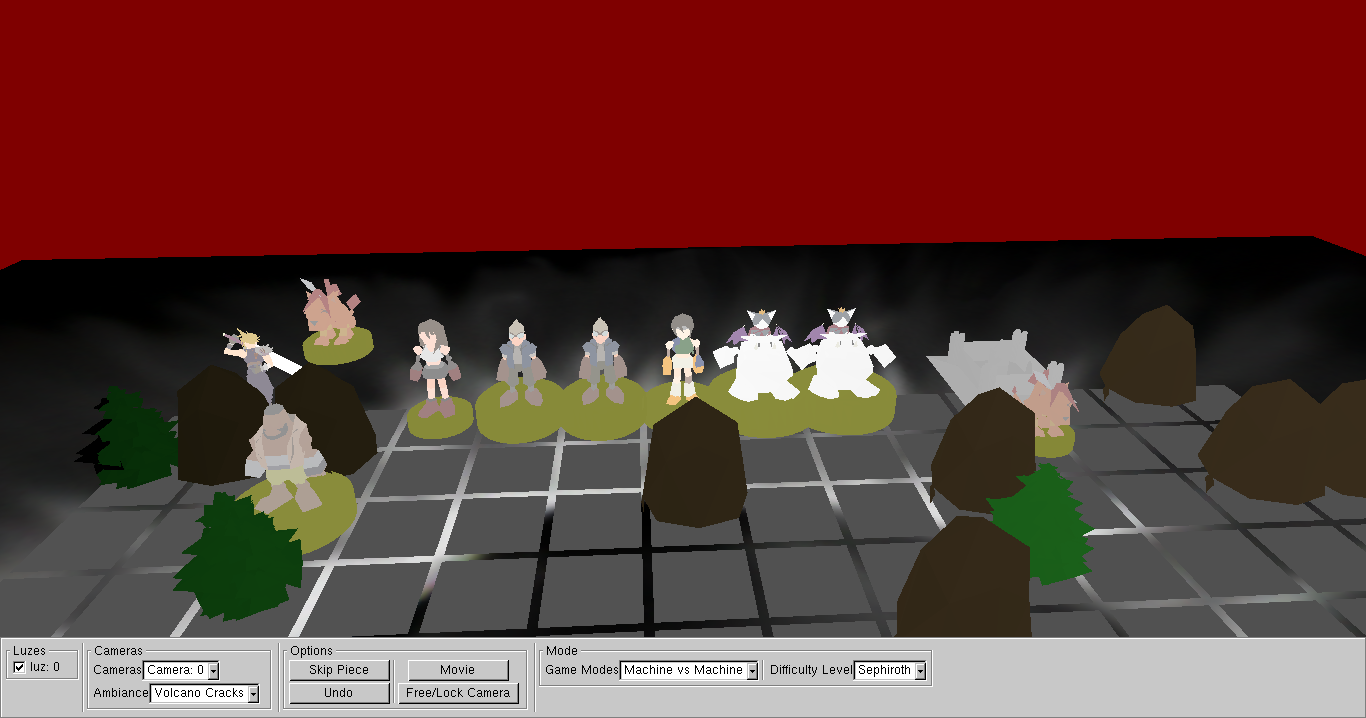 Luzes
luz: 0
Cameras
Cameras Camera: 0
Ambiance Volcano Cracks
Options
Skip Piece Movie
Undo Free/Lock Camera
Mode
Game Modes Machine vs Machine Difficulty Level Sephiroth